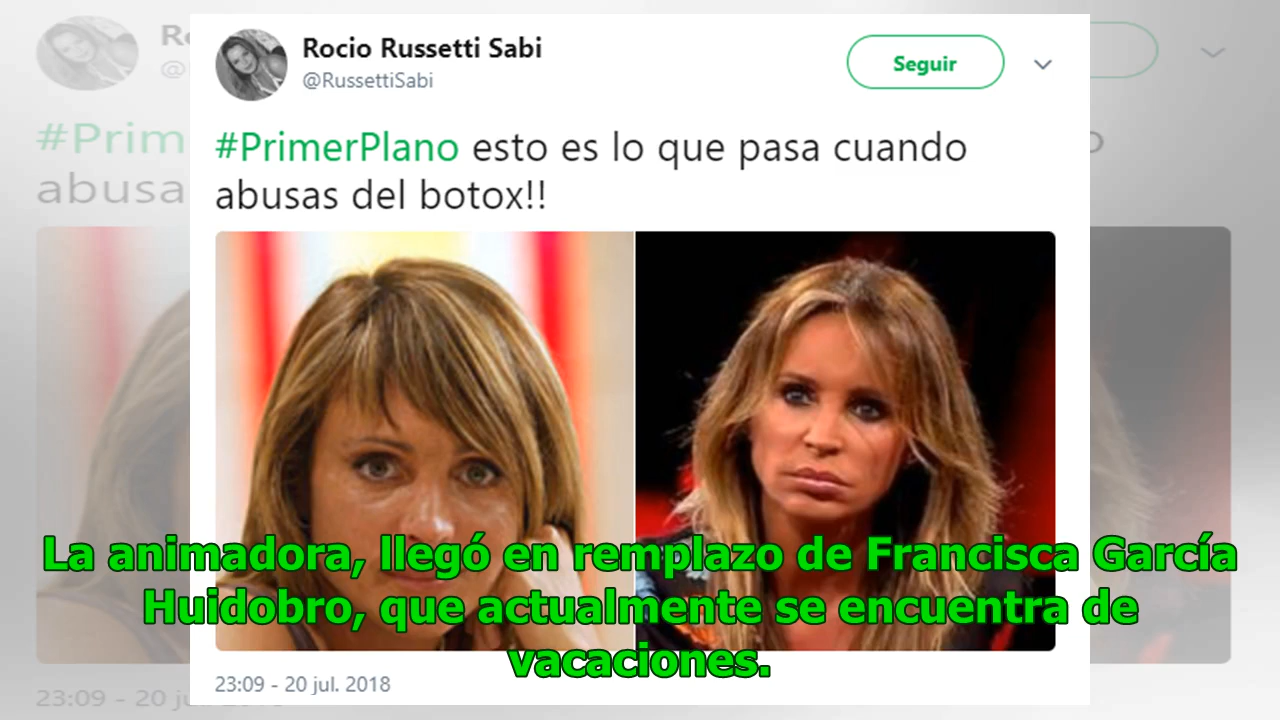 Rocio Russetti Sabi
@RussettiSabi
Seguir
#PrimerPlano esto es lo que pasa cuando
abusas del botox!!
La animadora, llegó en remplazo de Francisca García
Huidobro, que actualmente se encuentra de
vacaciones.
23:09 - 20 jul. 2018